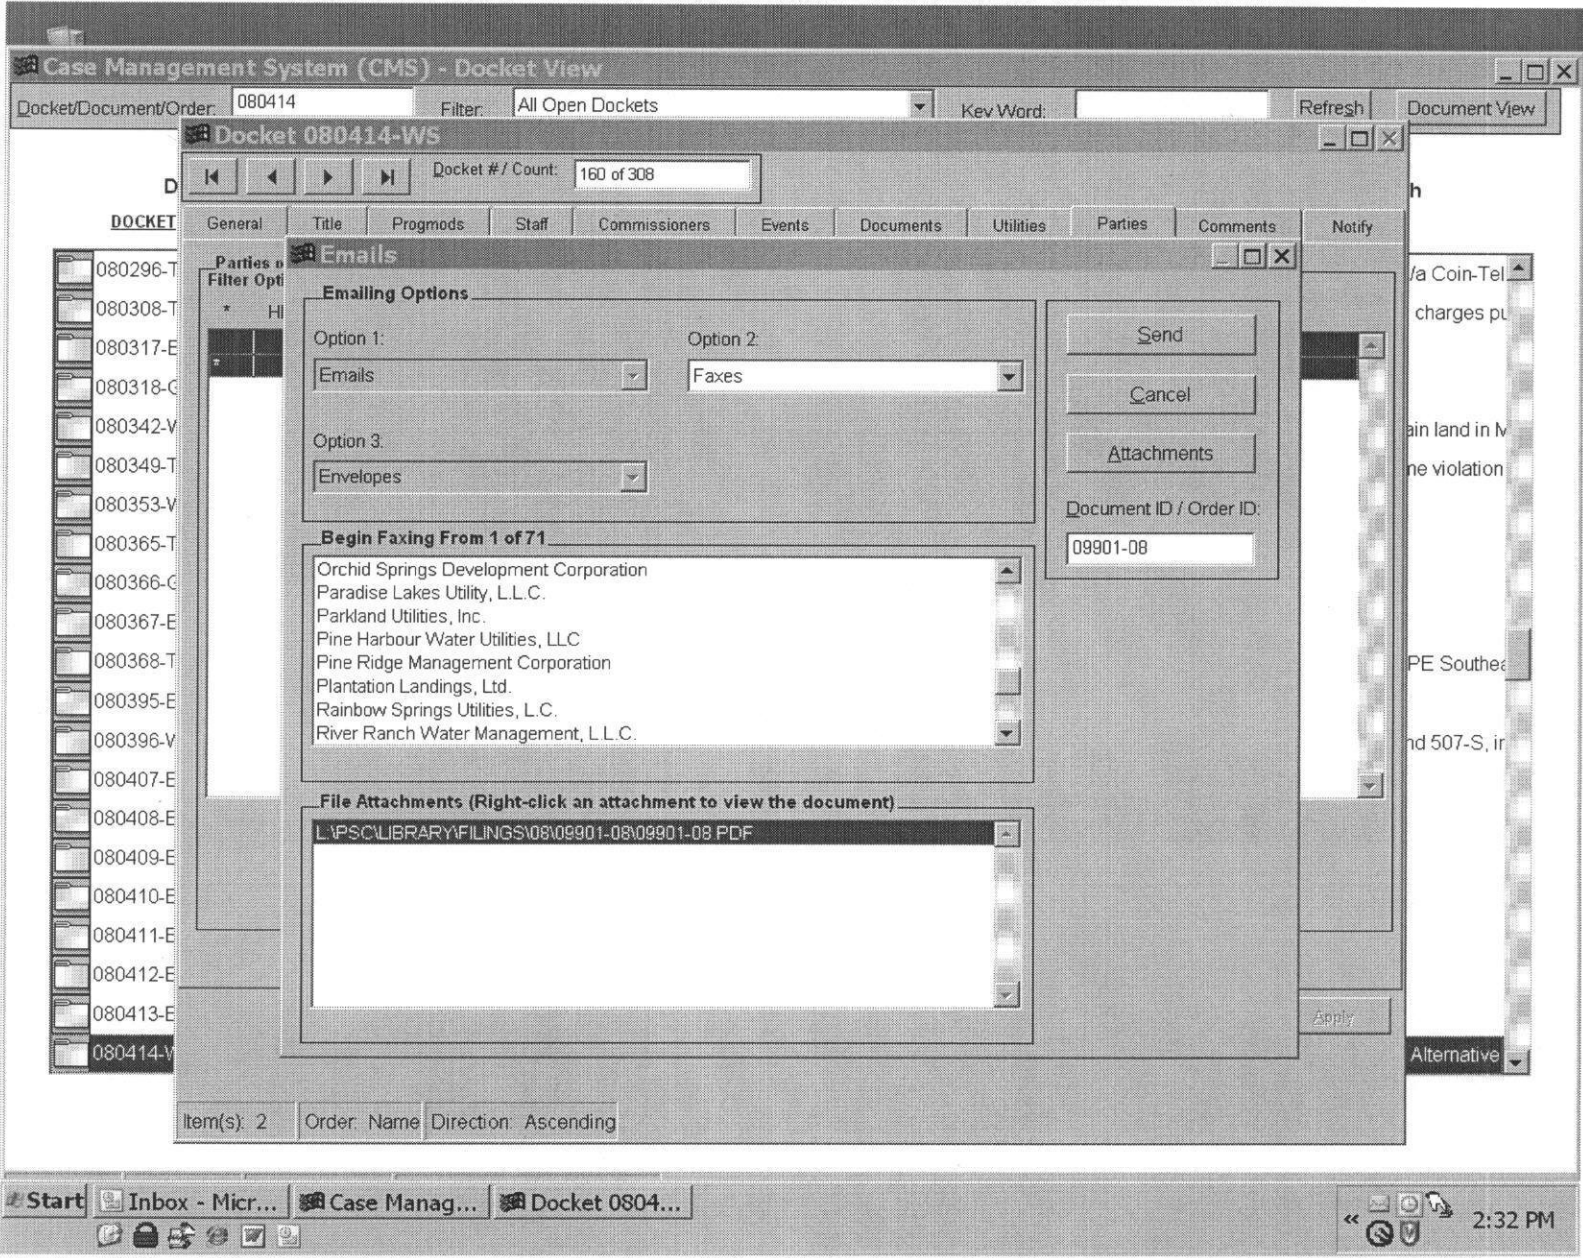 Case Management System (CMS) - Docket View
Docket/Document/Order: 080414 Filter: All Open Dockets Key Word: Refresh Document View
Docket 080414-WS
Docket # / Count: 160 of 308
D h
DOCKET General Title Progmods Staff Commissioners Events Documents Utilities Parties Comments Notify
Emails
Parties o
Filter Opti
* HI
Emailing Options
Option 1: Option 2:
Emails Faxes
Option 3:
Envelopes
Send
Cancel
Attachments
Document ID / Order ID:
09901-08
Begin Faxing From 1 of 71
Orchid Springs Development Corporation
Paradise Lakes Utility, L.L.C.
Parkland Utilities, Inc.
Pine Harbour Water Utilities, LLC
Pine Ridge Management Corporation
Plantation Landings, Ltd.
Rainbow Springs Utilities, L.C.
River Ranch Water Management, L.L.C.
File Attachments (Right-click an attachment to view the document)
L:\PSC\LIBRARY\FILINGS\08\09901-08\09901-08.PDF
080296-T
080308-T
080317-E
080318-G
080342-W
080349-T
080353-W
080365-T
080366-G
080367-E
080368-T
080395-E
080396-W
080407-E
080408-E
080409-E
080410-E
080411-E
080412-E
080413-E
080414-W
/a Coin-Tel
charges pu
ain land in M
ne violation
PE Southea
nd 507-S, in
Alternative
Apply
Item(s): 2 Order: Name Direction: Ascending
Start Inbox - Micr... Case Manag... Docket 0804...
« 2:32 PM